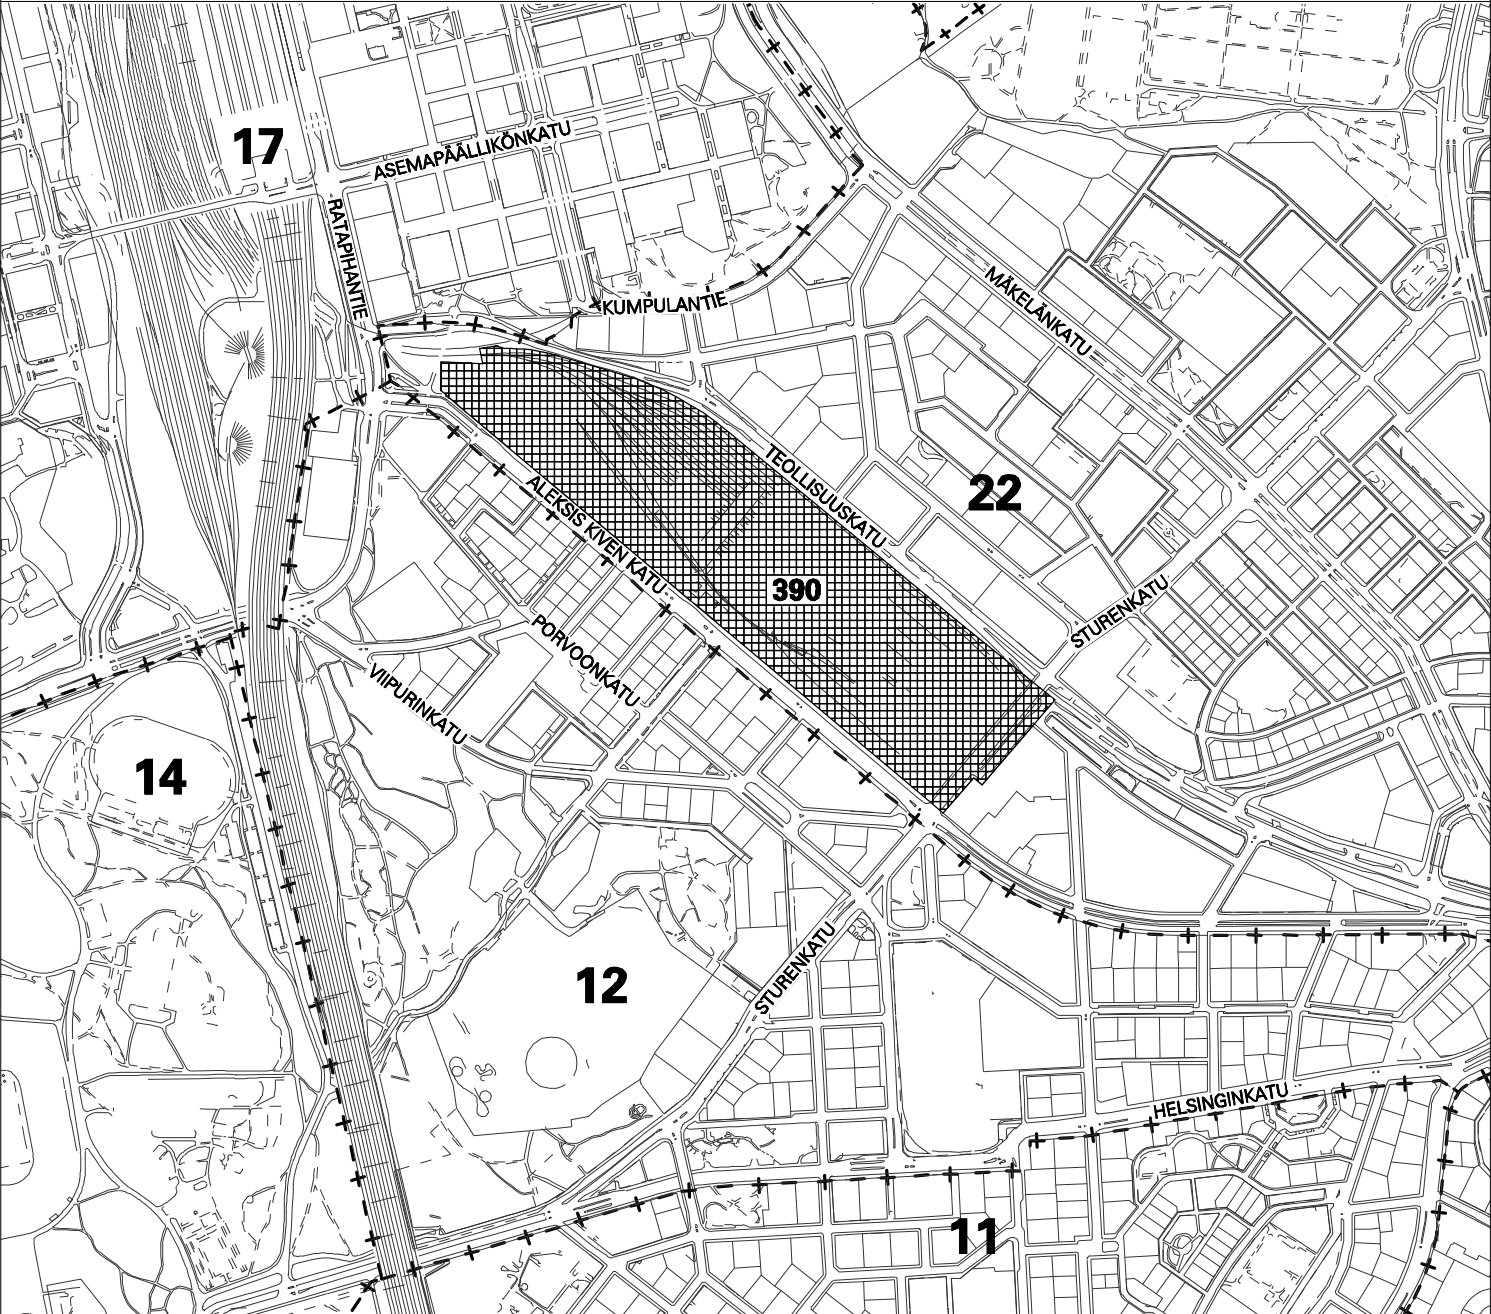 17
ASEMAPÄÄLLIKÖNKATU
RATAPIHANTIE
KUMPULANTIE
MÄKELÄNKATU
TEOLLISUUSKATU
22
ALEKSIS KIVEN KATU
390
STURENKATU
PORVOONKATU
VIIPURINKATU
14
12
STURENKATU
HELSINGINKATU
11